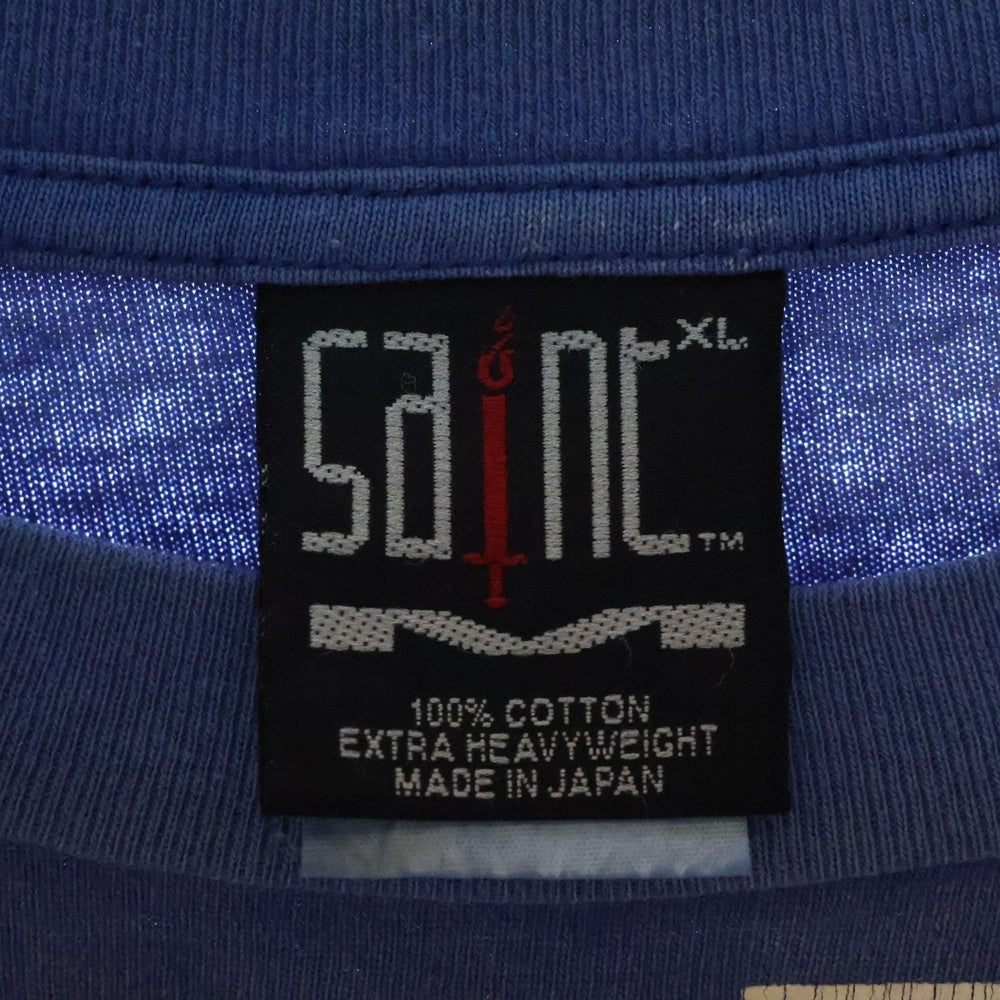 saint XL
TM
100% COTTON
EXTRA HEAVYWEIGHT
MADE IN JAPAN